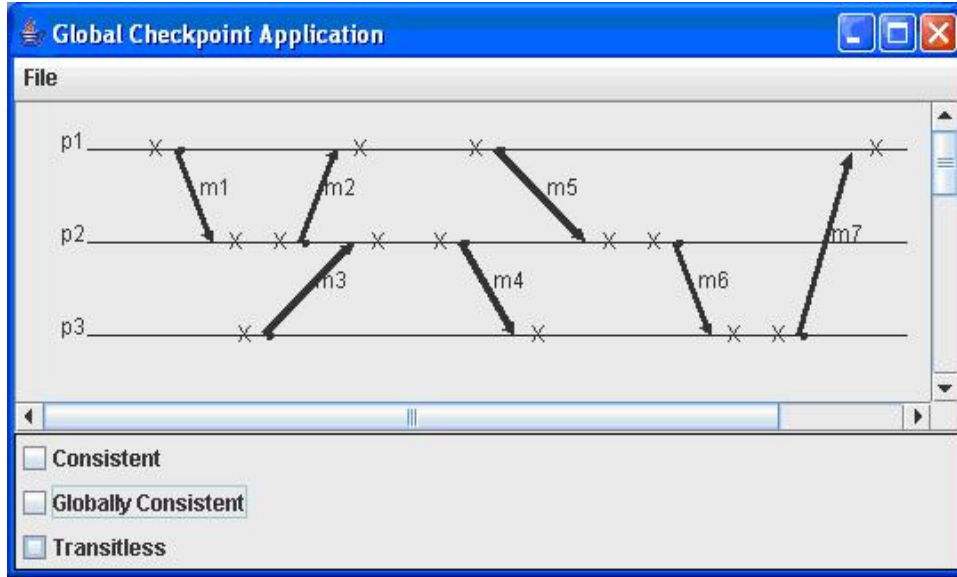 Global Checkpoint Application
File
p1 X X X X
m1 m2 m5
p2 X X X X X X m7
m3 m4 m6
p3 X X X X
Consistent
Globally Consistent
Transitless